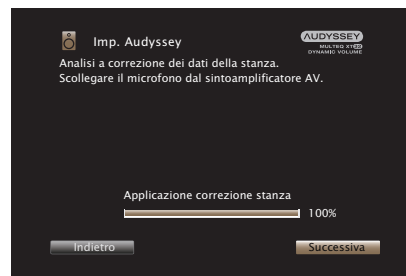 Imp. Audyssey
AUDYSSEY
MULTEQ XT32
DYNAMIC VOLUME
Analisi a correzione dei dati della stanza.
Scollegare il microfono dal sintoamplificatore AV.
Applicazione correzione stanza
100%
Indietro
Successiva